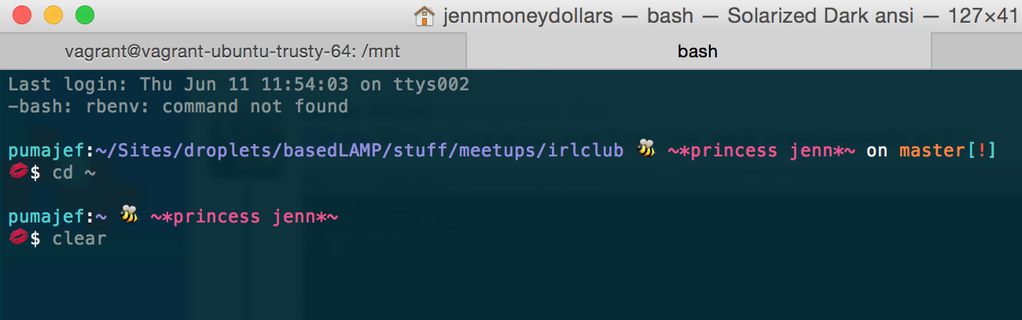 🏠 jennmoneydollars — bash — Solarized Dark ansi — 127×41
vagrant@vagrant-ubuntu-trusty-64: /mnt
bash
Last login: Thu Jun 11 11:54:03 on ttys002
-bash: rbenv: command not found
pumajef:~/Sites/droplets/basedLAMP/stuff/meetups/irlclub 🐝 ~*princess jenn*~ on master[!]
💋$ cd ~
pumajef:~ 🐝 ~*princess jenn*~
💋$ clear